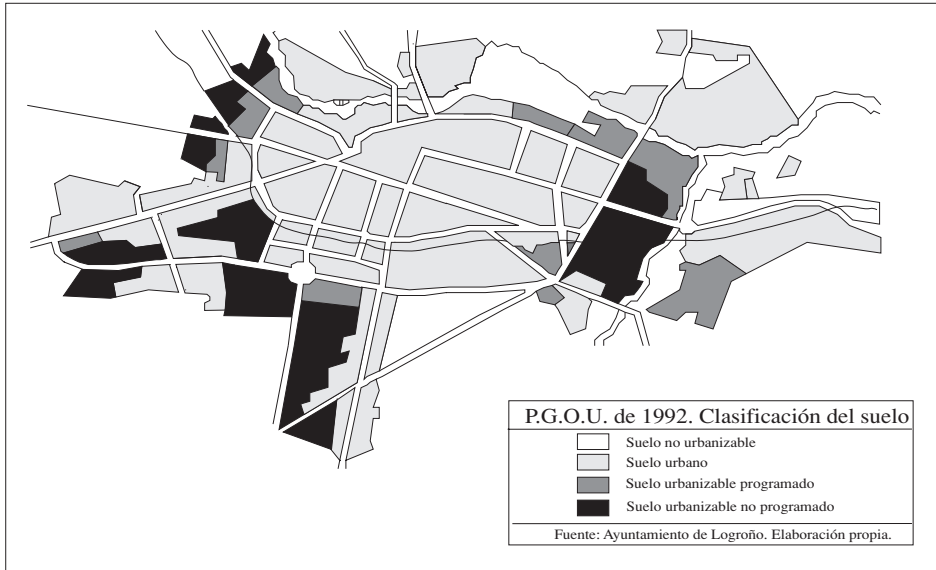 P.G.O.U. de 1992. Clasificación del suelo
Suelo no urbanizable
Suelo urbano
Suelo urbanizable programado
Suelo urbanizable no programado
Fuente: Ayuntamiento de Logroño. Elaboración propia.